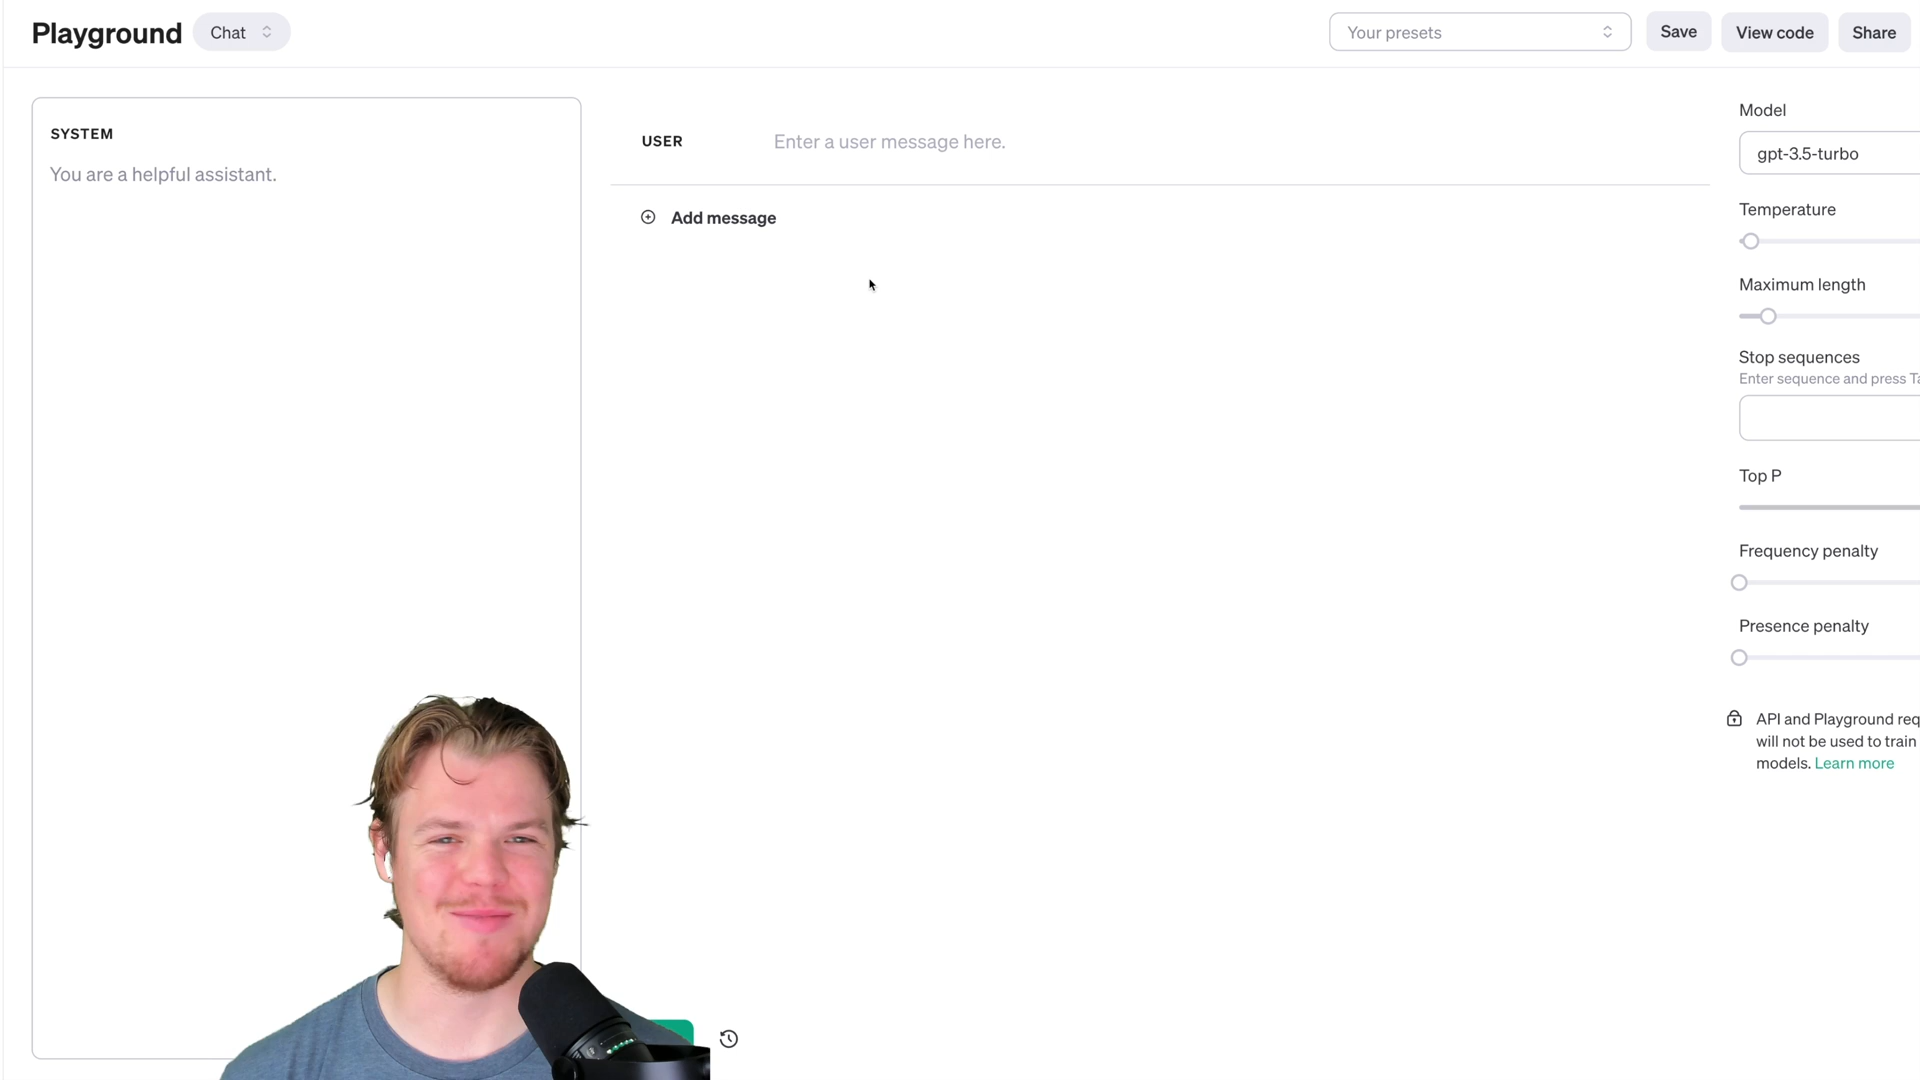 Playground
Chat
Your presets
Save
View code
Share
SYSTEM
You are a helpful assistant.
USER
Enter a user message here.
Add message
Model
gpt-3.5-turbo
Temperature
Maximum length
Stop sequences
Enter sequence and press
Top P
Frequency penalty
Presence penalty
API and Playground
will not be used to train
models. Learn more